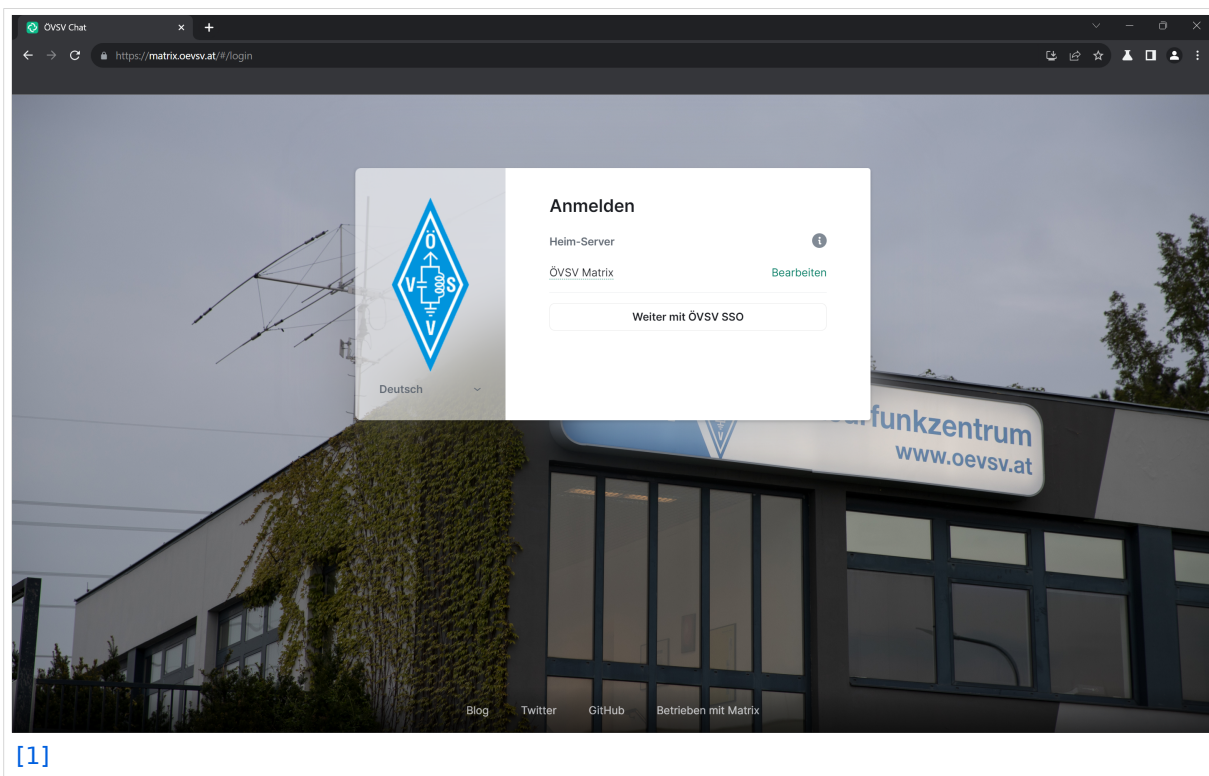 ÖVSV Chat
https://matrix.oevsv.at/#/login
Anmelden
Heim-Server
ÖVSV Matrix
Bearbeiten
Weiter mit ÖVSV SSO
Ö
V
S
V
Deutsch
funkzentrum
www.oevsv.at
Blog
Twitter
GitHub
Betrieben mit Matrix
[1]